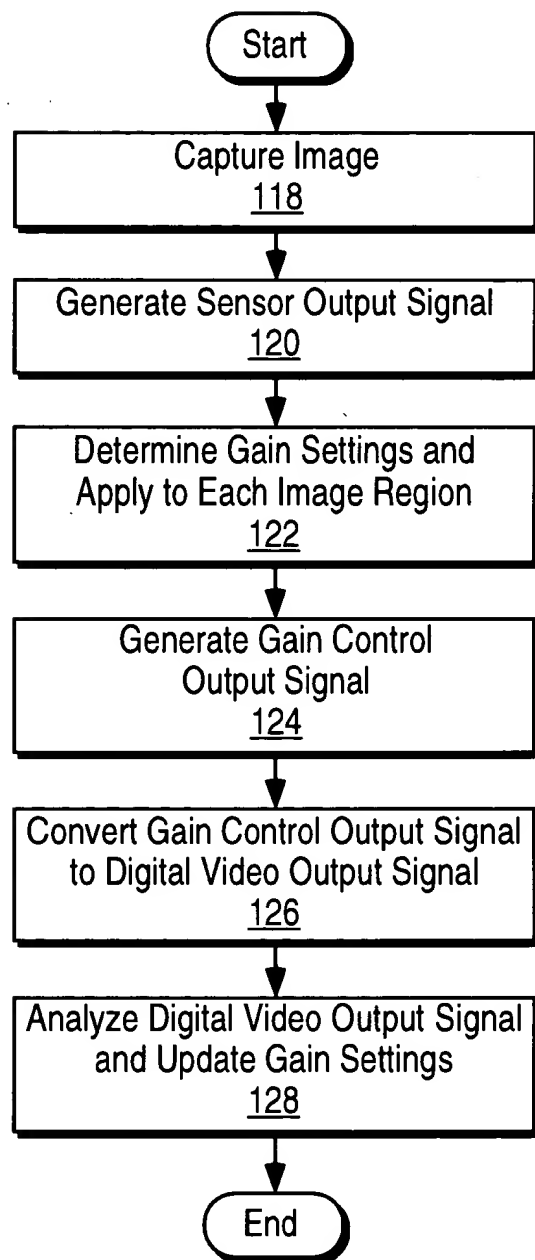 Start
Capture Image
118
Generate Sensor Output Signal
120
Determine Gain Settings and
Apply to Each Image Region
122
Generate Gain Control
Output Signal
124
Convert Gain Control Output Signal
to Digital Video Output Signal
126
Analyze Digital Video Output Signal
and Update Gain Settings
128
End